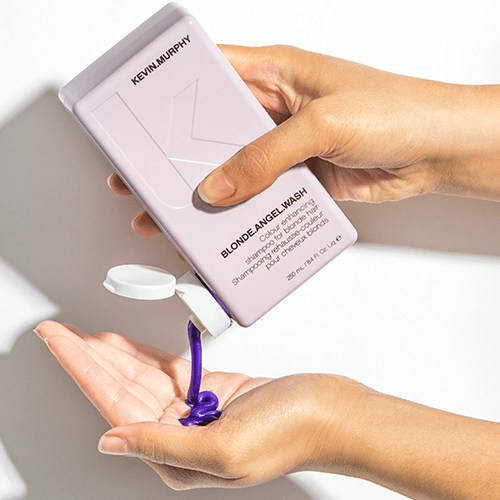 KEVIN.MURPHY
BLONDE.ANGEL.WASH
Colour enhancing
shampoo for blonde hair
Shampooing rehausse-couleur
pour cheveux blonds
250 mL / 8.4 Fl. Oz. Liq. ℮